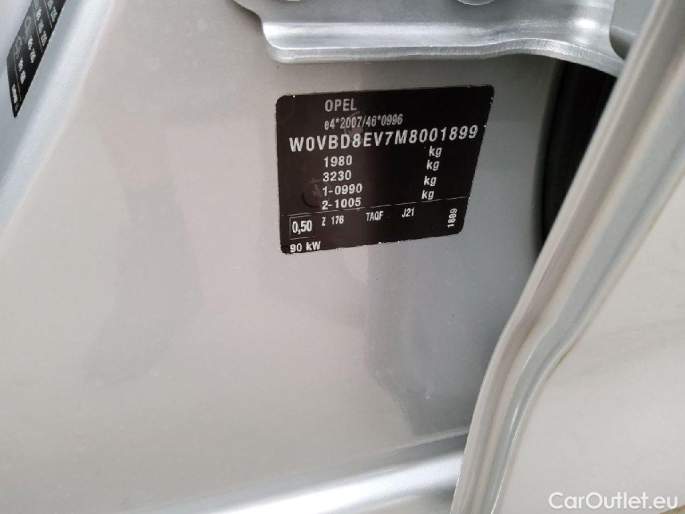 OPEL
e4*2007/46*0996
W0VBD8EV7M8001899
1980 kg
3230 kg
1-0990 kg
2-1005 kg
0,50 Z 176 TAQF J21 1889
90 kW
CarOutlet.eu